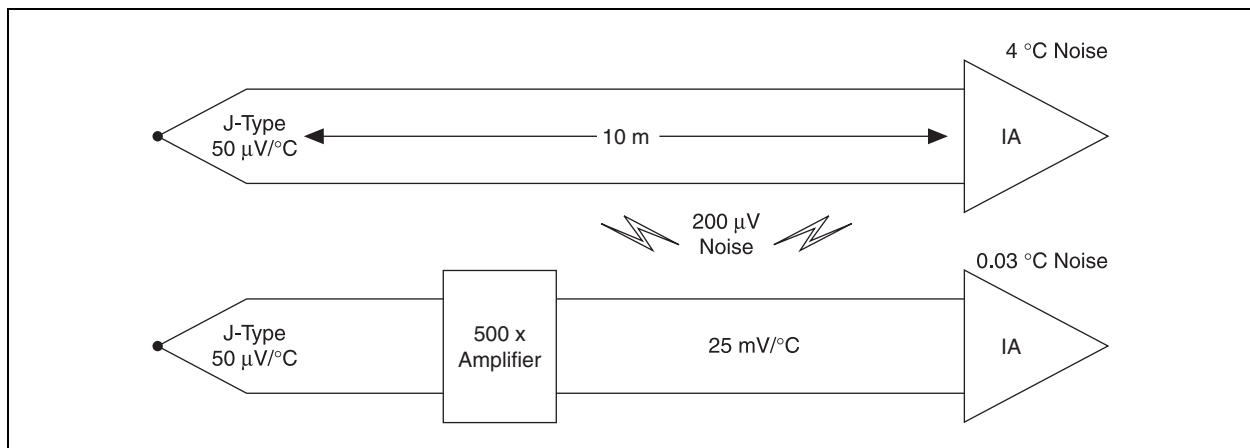 4 °C Noise
J-Type
50 μV/°C
10 m
IA
200 μV
Noise
0.03 °C Noise
J-Type
50 μV/°C
500 x
Amplifier
25 mV/°C
IA